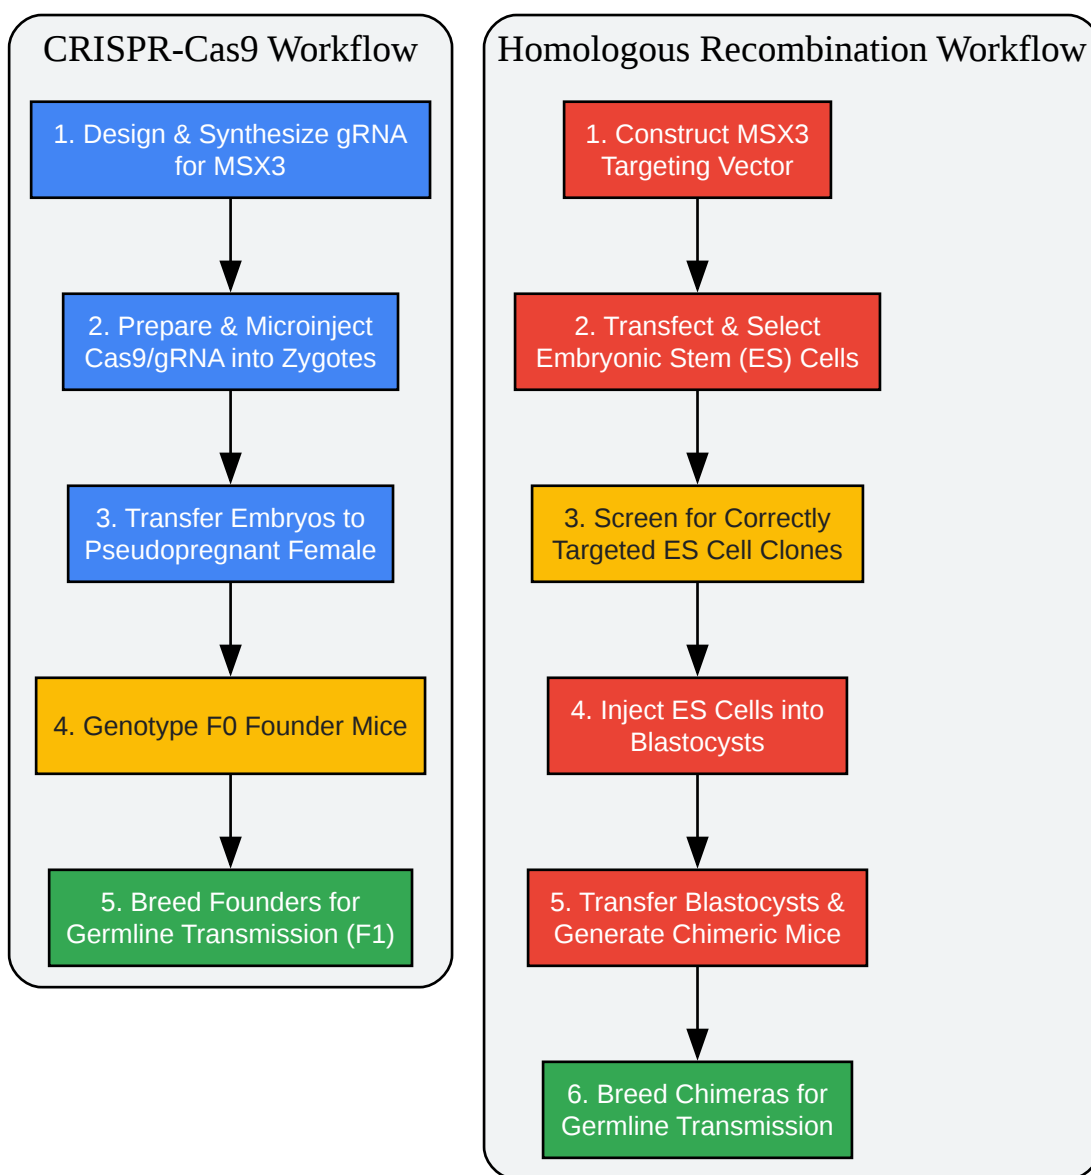 CRISPR-Cas9 Workflow
1. Design & Synthesize gRNA
for MSX3
2. Prepare & Microinject
Cas9/gRNA into Zygotes
3. Transfer Embryos to
Pseudopregnant Female
4. Genotype F0 Founder Mice
5. Breed Founders for
Germline Transmission (F1)
Homologous Recombination Workflow
1. Construct MSX3
Targeting Vector
2. Transfect & Select
Embryonic Stem (ES) Cells
3. Screen for Correctly
Targeted ES Cell Clones
4. Inject ES Cells into
Blastocysts
5. Transfer Blastocysts &
Generate Chimeric Mice
6. Breed Chimeras for
Germline Transmission